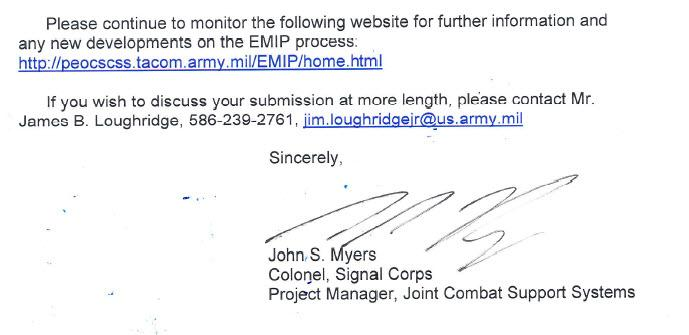 Please continue to monitor the following website for further information and
any new developments on the EMIP process:
http://peocscss.tacom.army.mil/EMIP/home.html
If you wish to discuss your submission at more length, please contact Mr.
James B. Loughridge, 586-239-2761, jim.loughridgejr@us.army.mil
Sincerely,
John S. Myers
Colonel, Signal Corps
Project Manager, Joint Combat Support Systems